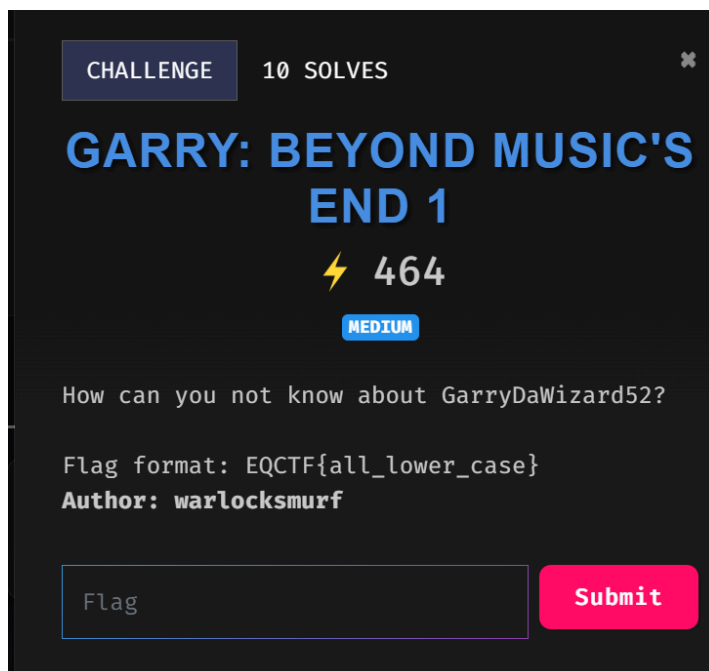 CHALLENGE 10 SOLVES
✖
GARRY: BEYOND MUSIC'S
END 1
⚡ 464
MEDIUM
How can you not know about GarryDaWizard52?
Flag format: EQCTF{all_lower_case}
Author: warlocksmurf
Flag
Submit